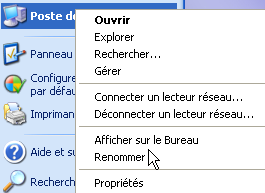 Poste de
Ouvrir
Explorer
Rechercher...
Gérer
Connecter un lecteur réseau...
Déconnecter un lecteur réseau...
Afficher sur le Bureau
Renommer
Propriétés
Panneau
Configure
par défau
Impriman
Aide et su
Recherch